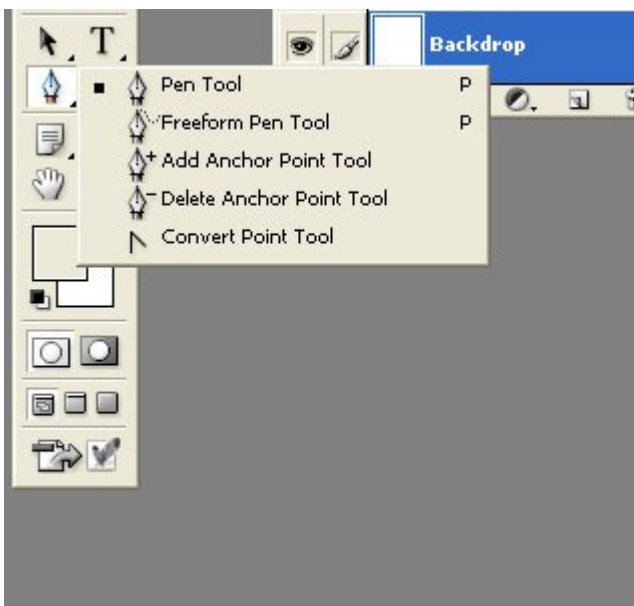 T
Backdrop
Pen Tool P
Freeform Pen Tool P
Add Anchor Point Tool
Delete Anchor Point Tool
Convert Point Tool